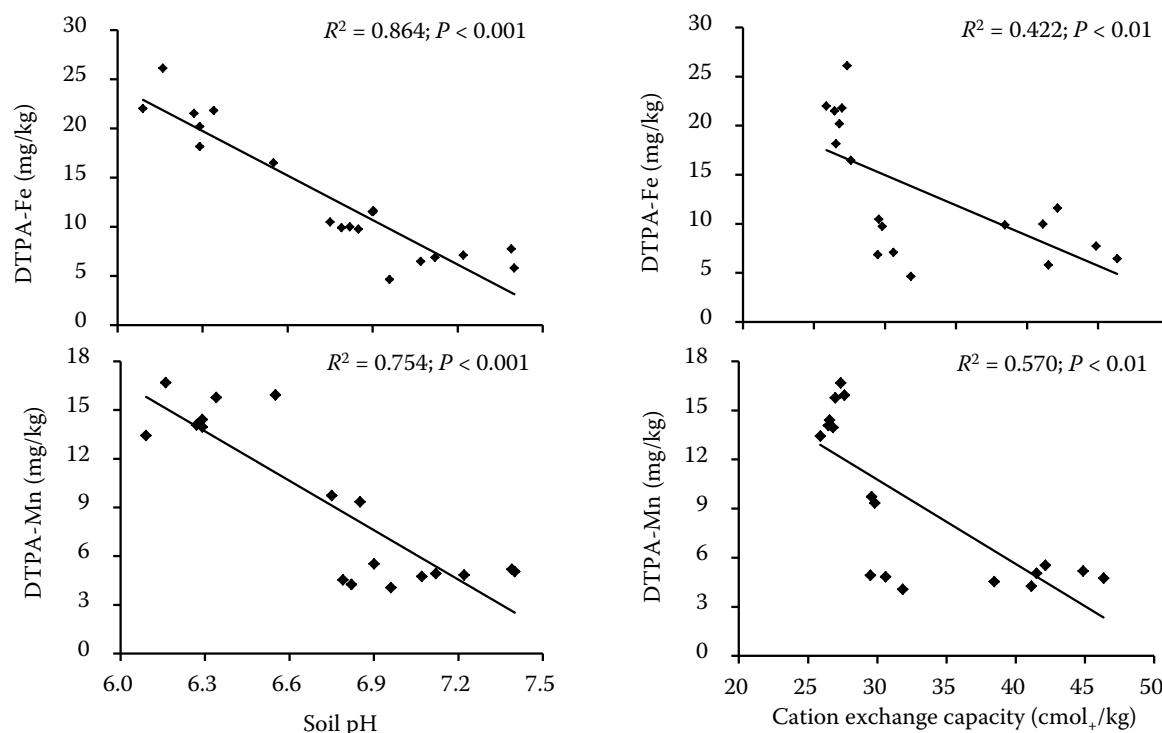 R² = 0.864; P < 0.001
30
25
20
15
10
5
0
DTPA-Fe (mg/kg)
R² = 0.422; P < 0.01
30
25
20
15
10
5
0
DTPA-Fe (mg/kg)
R² = 0.754; P < 0.001
18
15
12
9
6
3
0
DTPA-Mn (mg/kg)
6.0 6.3 6.6 6.9 7.2 7.5
Soil pH
R² = 0.570; P < 0.01
18
15
12
9
6
3
0
DTPA-Mn (mg/kg)
20 25 30 35 40 45 50
Cation exchange capacity (cmol₊/kg)